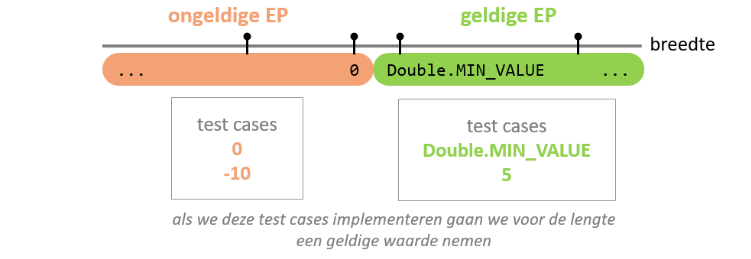 ongeldige EP geldige EP
breedte
... 0 Double.MIN_VALUE ...
test cases
0
-10
test cases
Double.MIN_VALUE
5
als we deze test cases implementeren gaan we voor de lengte
een geldige waarde nemen